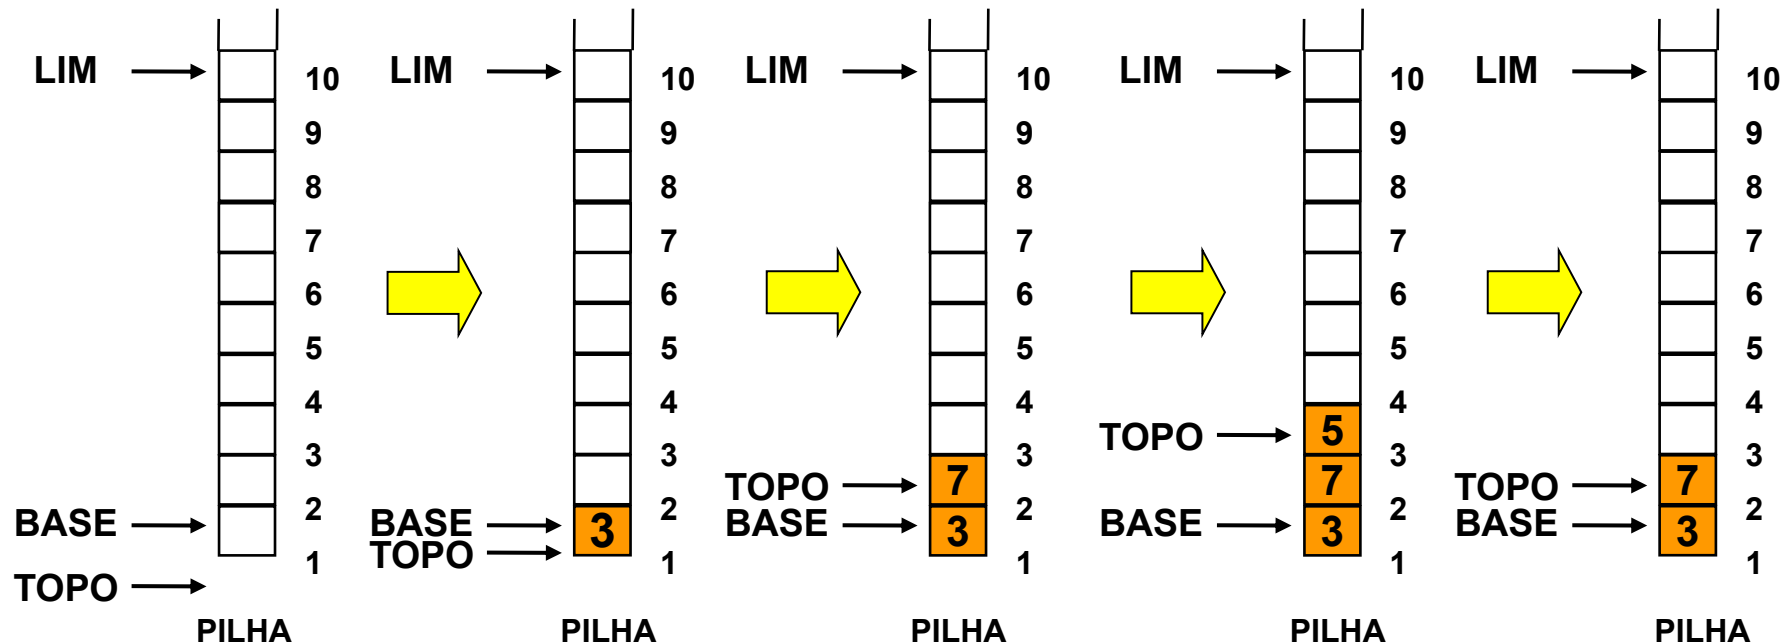 LIM 10 LIM 10 LIM 10 LIM 10 LIM 10
9 9 9 9 9
8 8 8 8 8
7 7 7 7 7
6 6 6 6 6
5 5 5 5 5
4 4 4 4 4
TOPO 5
3 3 3 3 3
TOPO 7 7 TOPO 7
2 2 2 2 2
BASE BASE 3 BASE 3 BASE 3 BASE 3
TOPO
1 1 1 1 1
TOPO
PILHA PILHA PILHA PILHA PILHA